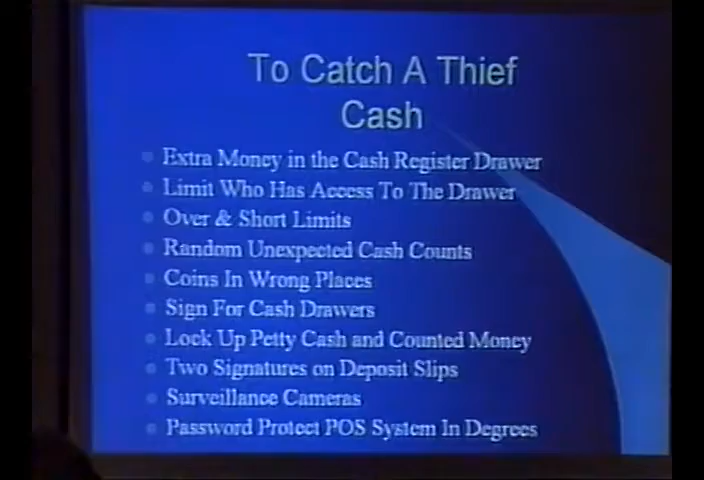 To Catch A Thief
Cash
Extra Money in the Cash Register Drawer
Limit Who Has Access To The Drawer
Over & Short Limits
Random Unexpected Cash Counts
Coins In Wrong Places
Sign For Cash Drawers
Lock Up Petty Cash and Counted Money
Two Signatures on Deposit Slips
Surveillance Cameras
Password Protect POS System In Degrees